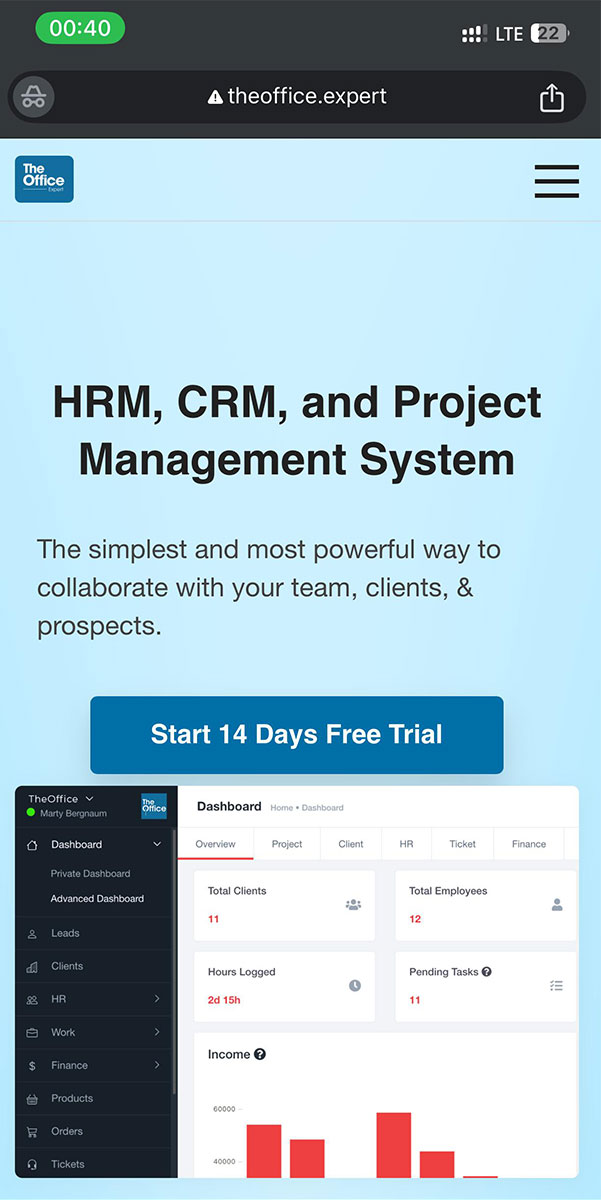 00:40
LTE 22
theoffice.expert
The
Office
Expert
HRM, CRM, and Project
Management System
The simplest and most powerful way to
collaborate with your team, clients, &
prospects.
Start 14 Days Free Trial
TheOffice
Marty Bergnaum
The
Office
Dashboard
Private Dashboard
Advanced Dashboard
Leads
Clients
HR
Work
Finance
Products
Orders
Tickets
Dashboard Home • Dashboard
Overview Project Client HR Ticket Finance
Total Clients
11
Total Employees
12
Hours Logged
2d 15h
Pending Tasks
11
Income
60000
40000